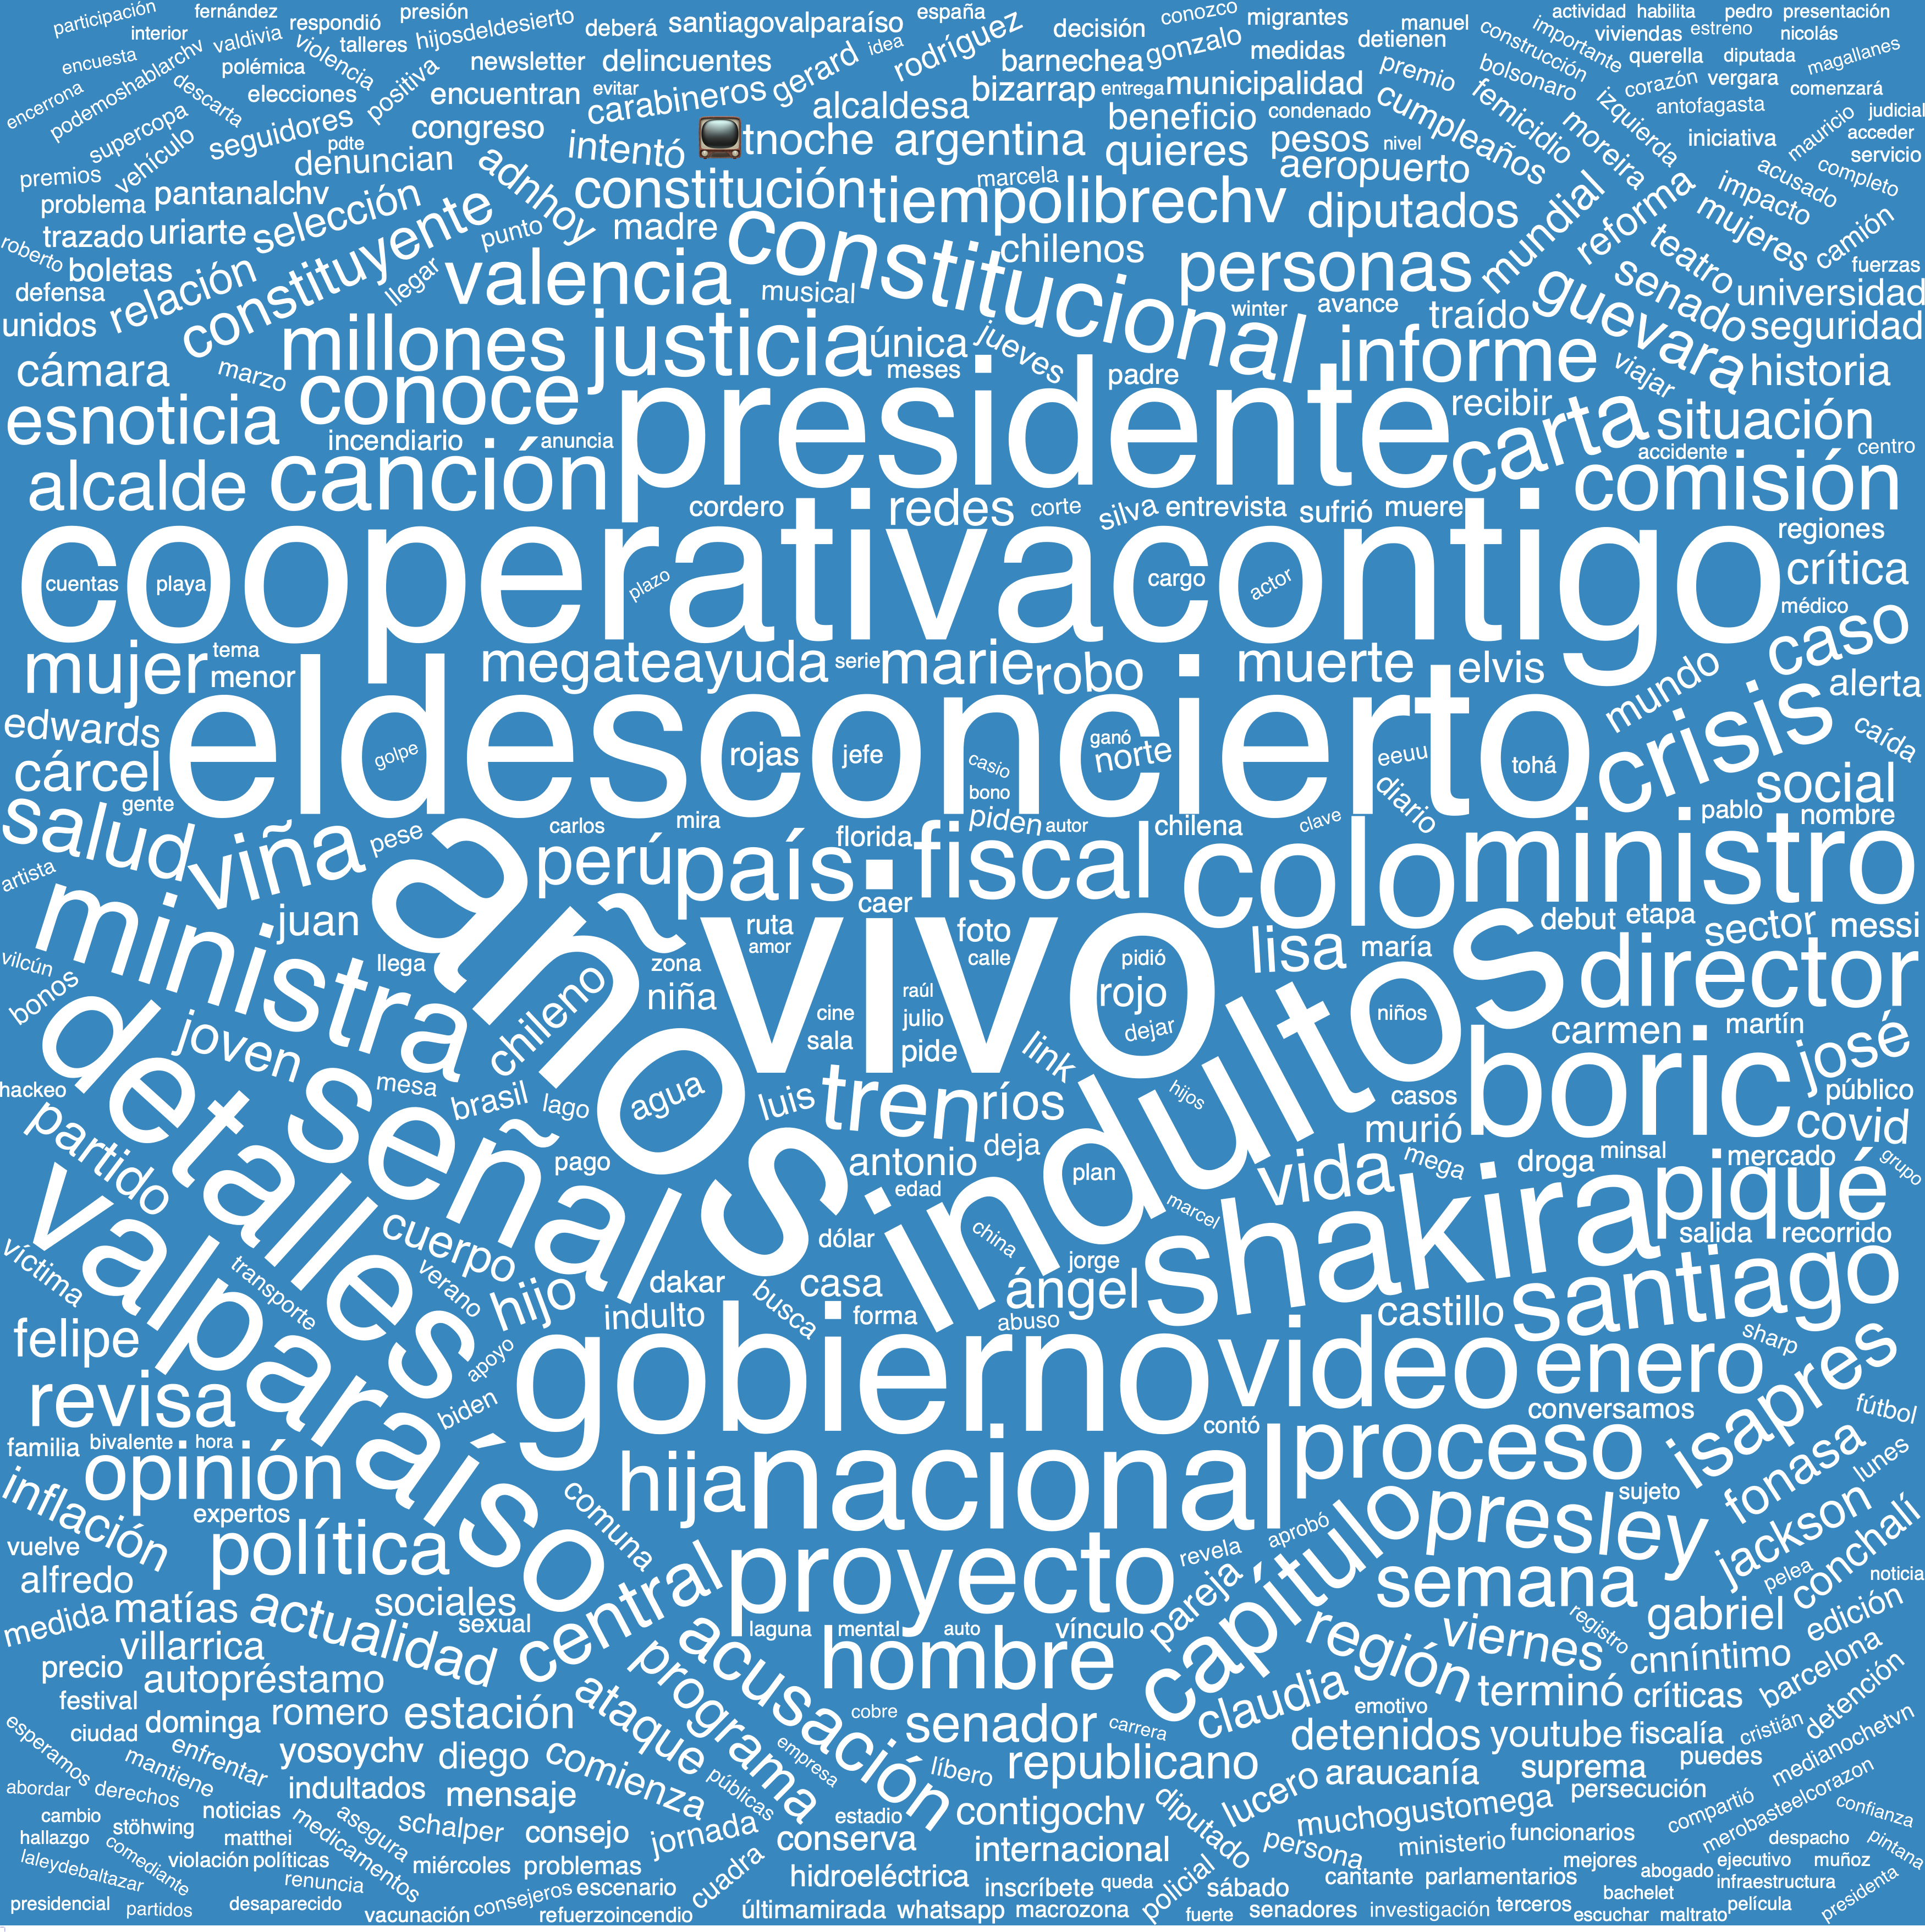 participación
fernández
presión
españa
conozco
migrantes
actividad habilita pedro presentación
interior
respondió
hijosdeldesierto
deberá
santiagovalparaíso
rodríguez
decisión
manuel
construcción
importante
viviendas
estreno
nicolás
encuesta
podemoshablarchv
valdivia
violencia
talleres
newsletter
delincuentes
gerard
idea
barnechea
gonzalo
medidas
detienen
bolsonaro
querella
diputada
magallanes
encerrona
descarta
polémica
elecciones
positiva
encuentran
evitar
carabineros
alcaldesa
bizarrap
entrega
municipalidad
premio
femicidio
izquierda
corazón
vergara
comenzará
antofagasta
supercopa
vehículo
seguidores
pdte
congreso
intentó
tnoche
argentina
beneficio
condenado
quieres
pesos
nivel
cumpleaños
moreira
iniciativa
mauricio
judicial
acceder
servicio
premios
denuncian
adnhoy
constitución
marcela
aeropuerto
problema
pantanalchv
tiempolibrechv
diputados
mundial
reforma
impacto
acusado
completo
trazado
uriarte
selección
constituyente
punto
madre
constitucional
chilenos
personas
teatro
mujeres
camión
roberto
boletas
relación
llegar
valencia
musical
winter
avance
senado
fuerzas
defensa
unidos
millones
justicia
única
jueves
traído
guevara
universidad
seguridad
cámara
marzo
conoce
meses
padre
informe
viajar
historia
esnoticia
incendiario
anuncia
presidente
recibir
carta
situación
alcalde
canción
accidente
centro
comisión
cordero
redes
corte
silva
entrevista
sufrió
muere
regiones
cooperativacontigo
cuentas
playa
plazo
cargo
actor
crítica
médico
caso
mujer
tema
menor
megateayuda
serie
marie
robo
muerte
elvis
mundo
alerta
edwards
eldesconcierto
golpe
rojas
jefe
casio
bono
ganó
norte
eeuu
tohá
crisis
caída
cárcel
gente
diario
social
salud
viña
pese
carlos
mira
florida
piden
autor
chilena
clave
pablo
nombre
artista
años
perú
país
fiscal
colo
ministro
ministra
juan
caer
vivo
ruta
amor
foto
calle
pidió
rojo
dejar
lisa
maría
debut
etapa
sector
messi
vilcún
bonos
llega
chileno
zona
niña
cine
sala
raúl
julio
pide
link
indultos
niños
director
joven
carmen
martín
josé
hackeo
detalles
señal
mesa
brasil
lago
agua
luis
tren
ríos
hijos
casos
boric
público
partido
pago
antonio
deja
edad
plan
murió
covid
vida
mega
droga
minsal
mercado
grupo
valparaíso
cuerpo
dólar
china
marcel
shakira
piqué
salida
recorrido
víctima
transporte
verano
hijo
dakar
casa
jorge
ángel
santiago
indulto
busca
forma
abuso
castillo
sharp
felipe
apoyo
gobierno
video
enero
isapres
revisa
biden
contó
conversamos
fútbol
familia
bivalente
hora
opinión
hija
nacional
proceso
fonasa
lunes
inflación
expertos
comuna
capítulo
presley
sujeto
jackson
conchalí
vuelve
política
central
proyecto
revela
aprobó
semana
pelea
noticia
alfredo
medida
matías
actualidad
sociales
sexual
laguna
mental
auto
vínculo
pareja
región
viernes
registro
gabriel
edición
villarrica
precio
autopréstamo
programa
acusación
hombre
cnníntimo
barcelona
festival
romero
estación
ataque
cobre
claudia
terminó
críticas
detención
esperamos
ciudad
dominga
senador
carrera
emotivo
detenidos
youtube
fiscalía
cristián
enfrentar
yosoychv
diego
comienza
empresa
líbero
republicano
lucero
araucanía
suprema
puedes
medianochetvn
abordar
derechos
mantiene
indultados
mensaje
públicas
estadio
contigochv
diputado
muchogustomega
persecución
compartió
merobasteelcorazon
confianza
cambio
noticias
stöhwing
asegura
schalper
consejo
jornada
conserva
internacional
persona
ministerio
funcionarios
despacho
hallazgo
comediante
matthei
medicamentos
laleydebaltazar
violación
políticas
miércoles
problemas
cuadra
hidroeléctrica
policial
cantante
parlamentarios
mejores
ejecutivo
muñoz
pintana
renuncia
consejeros
escenario
inscríbete
queda
sábado
abogado
infraestructura
presidencial
partidos
desaparecido
vacunación
refuerzoincendio
últimamirada
whatsapp
macrozona
fuerte
senadores
investigación
terceros
bachelet
escuchar
maltrato
película
presidenta